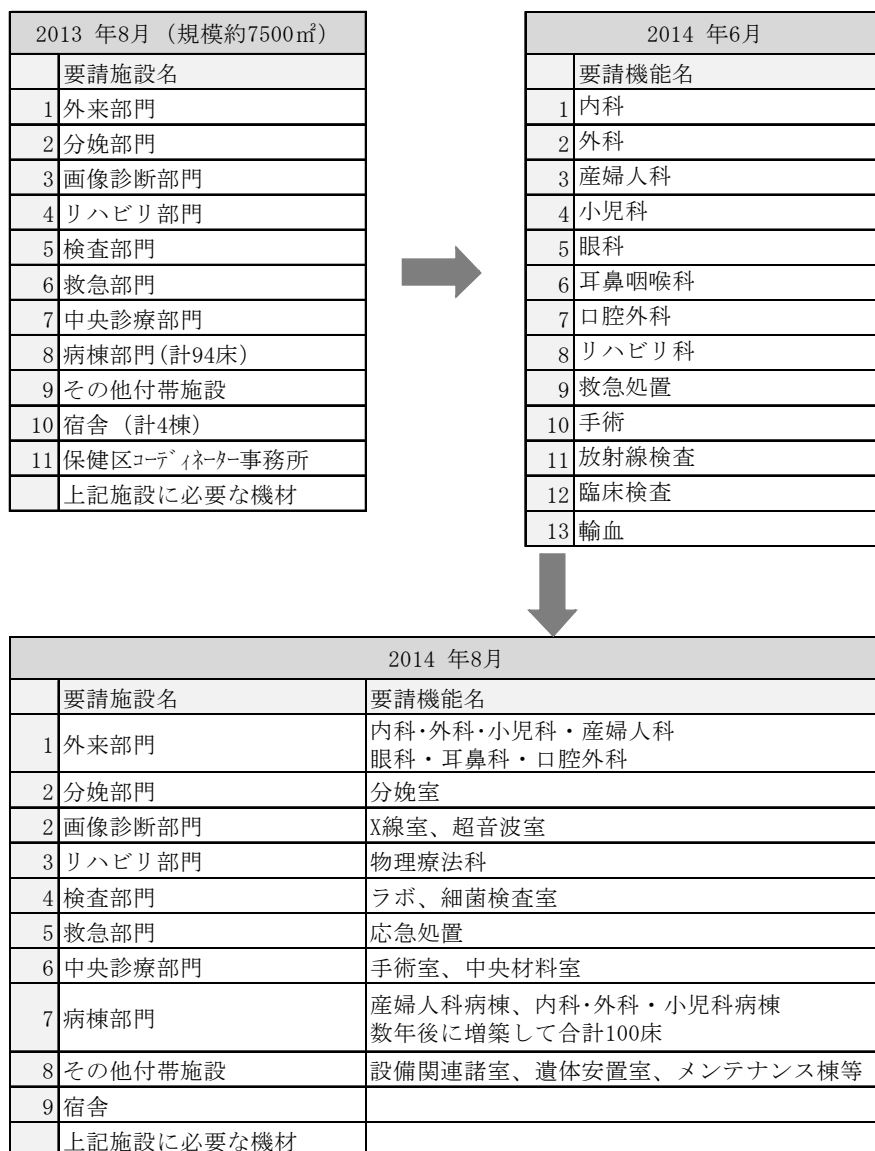 2013 年8月 (規模約7500㎡)
要請施設名
1 外来部門
2 分娩部門
3 画像診断部門
4 リハビリ部門
5 検査部門
6 救急部門
7 中央診療部門
8 病棟部門(計94床)
9 その他付帯施設
10 宿舎 (計4棟)
11 保健区ｺｰﾃﾞｨﾈｰﾀｰ事務所
上記施設に必要な機材
2014 年6月
要請機能名
1 内科
2 外科
3 産婦人科
4 小児科
5 眼科
6 耳鼻咽喉科
7 口腔外科
8 リハビリ科
9 救急処置
10 手術
11 放射線検査
12 臨床検査
13 輸血
2014 年8月
要請施設名 要請機能名
1 外来部門 内科･外科･小児科・産婦人科
眼科・耳鼻科・口腔外科
2 分娩部門 分娩室
2 画像診断部門 X線室、超音波室
3 リハビリ部門 物理療法科
4 検査部門 ラボ、細菌検査室
5 救急部門 応急処置
6 中央診療部門 手術室、中央材料室
7 病棟部門 産婦人科病棟、内科･外科・小児科病棟
数年後に増築して合計100床
8 その他付帯施設 設備関連諸室、遺体安置室、メンテナンス棟等
9 宿舎
上記施設に必要な機材